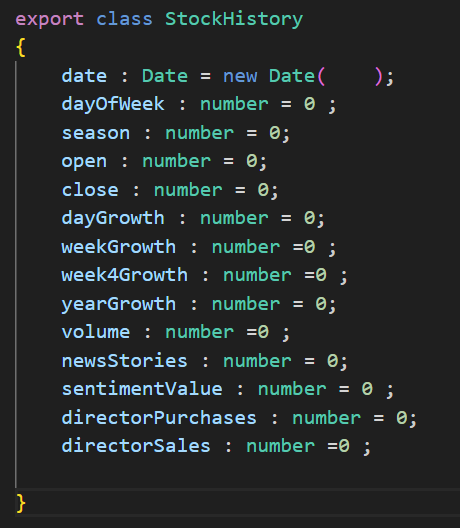 export class StockHistory
{
    date : Date = new Date(    );
    dayOfWeek : number = 0 ;
    season : number = 0;
    open : number = 0;
    close : number = 0;
    dayGrowth : number = 0;
    weekGrowth : number =0 ;
    week4Growth : number =0 ;
    yearGrowth : number = 0;
    volume : number =0 ;
    newsStories : number = 0;
    sentimentValue : number = 0 ;
    directorPurchases : number = 0;
    directorSales : number =0 ;
}